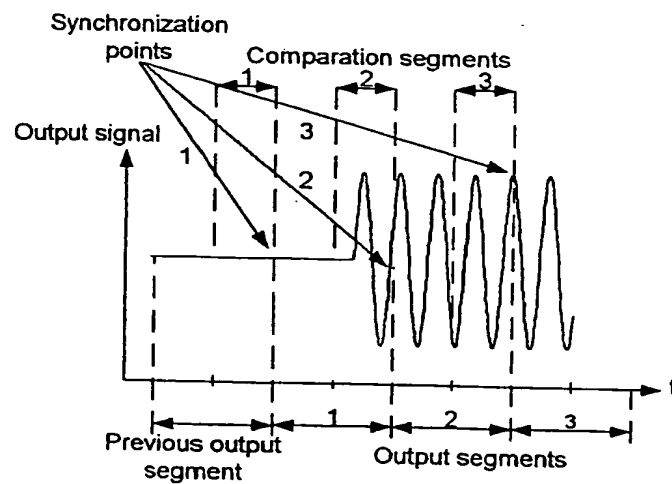 Synchronization
points
Comparation segments
1
2
3
Output signal
1
3
2
t
1
2
3
Previous output
segment
Output segments